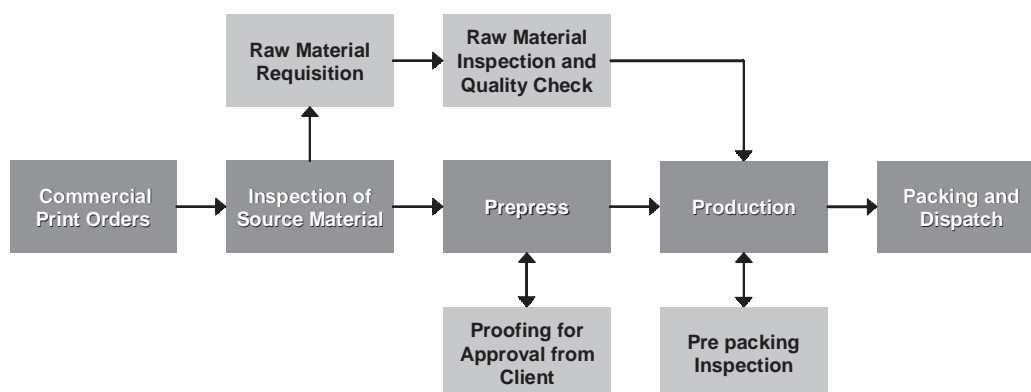 Raw Material
Requisition
Raw Material
Inspection and
Quality Check
Commercial
Print Orders
Inspection of
Source Material
Prepress
Production
Packing and
Dispatch
Proofing for
Approval from
Client
Pre packing
Inspection